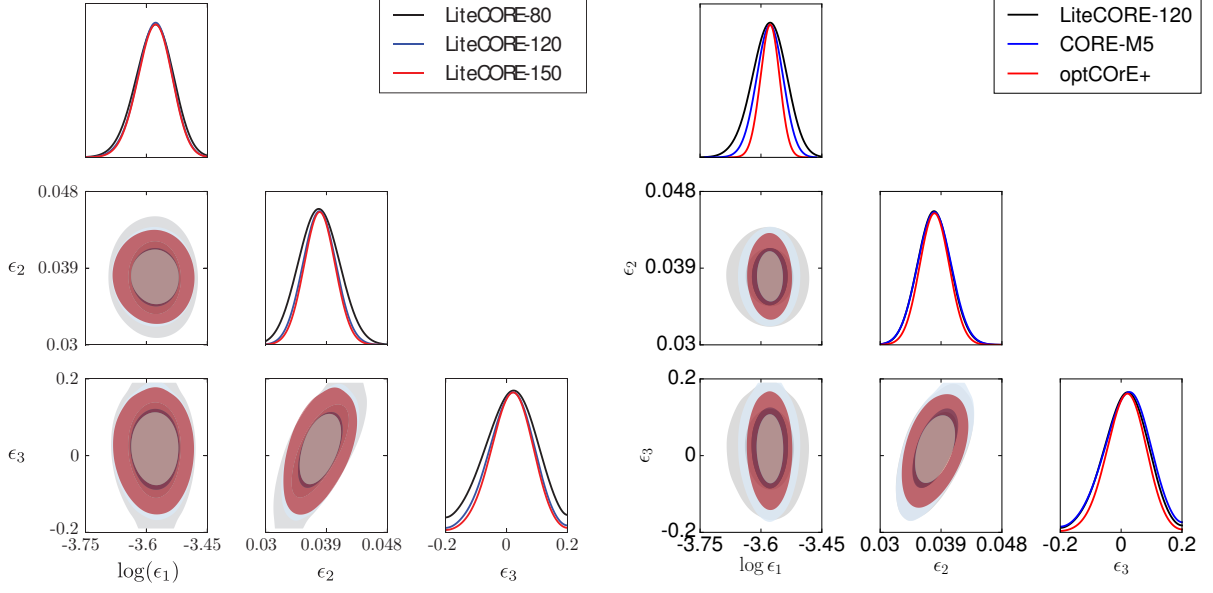 LiteCORE-80
LiteCORE-120
LiteCORE-150
0.048
0.039
0.03
ϵ2
0.2
0
-0.2
ϵ3
-3.75
-3.6
-3.45
log(ϵ1)
0.03
0.039
0.048
ϵ2
-0.2
0
0.2
ϵ3
LiteCORE-120
CORE-M5
optCOrE+
0.048
0.039
0.03
ϵ2
0.2
0
-0.2
ϵ3
-3.75
-3.6
-3.45
log ϵ1
0.03
0.039
0.048
ϵ2
-0.2
0
0.2
ϵ3